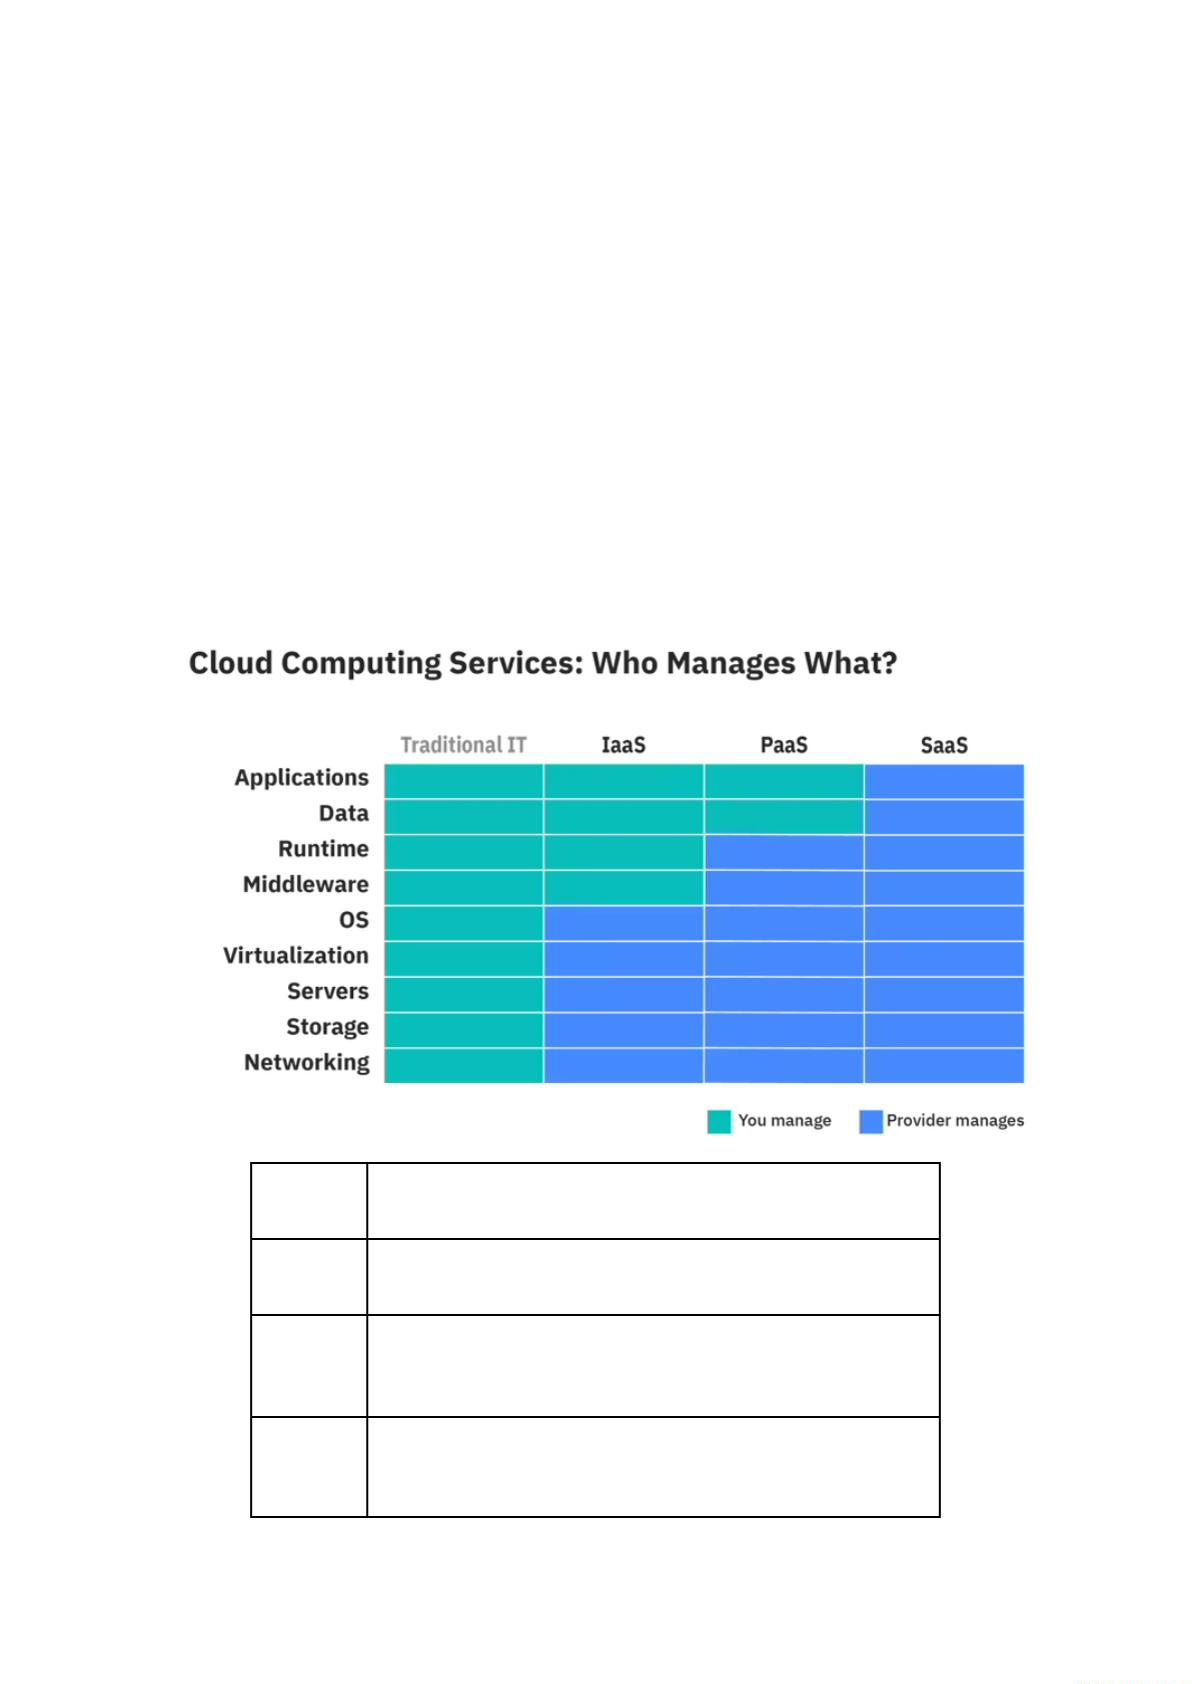 Cloud Computing Services: Who Manages What?
Traditional IT IaaS PaaS SaaS
Applications
Data
Runtime
Middleware
OS
Virtualization
Servers
Storage
Networking
You manage Provider manages